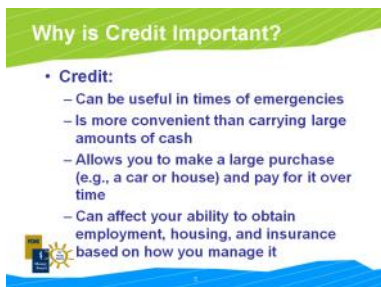 Why is Credit Important?
• Credit:
– Can be useful in times of emergencies
– Is more convenient than carrying large
amounts of cash
– Allows you to make a large purchase
(e.g., a car or house) and pay for it over
time
– Can affect your ability to obtain
employment, housing, and insurance
based on how you manage it